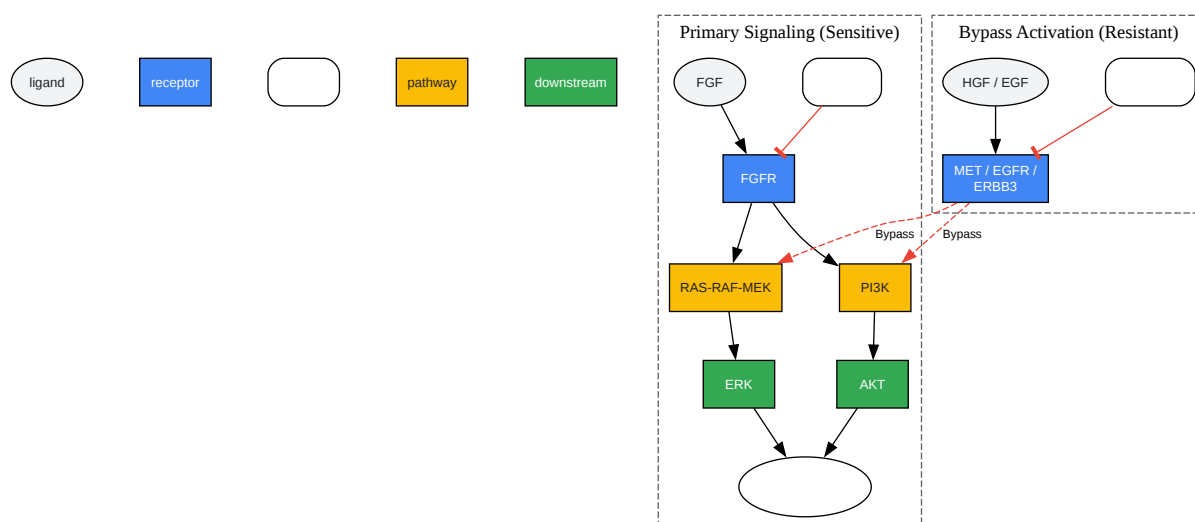 Primary Signaling (Sensitive)
Bypass Activation (Resistant)
ligand
receptor
pathway
downstream
FGF
HGF / EGF
FGFR
MET / EGFR /
ERBB3
Bypass
Bypass
RAS-RAF-MEK
PI3K
ERK
AKT